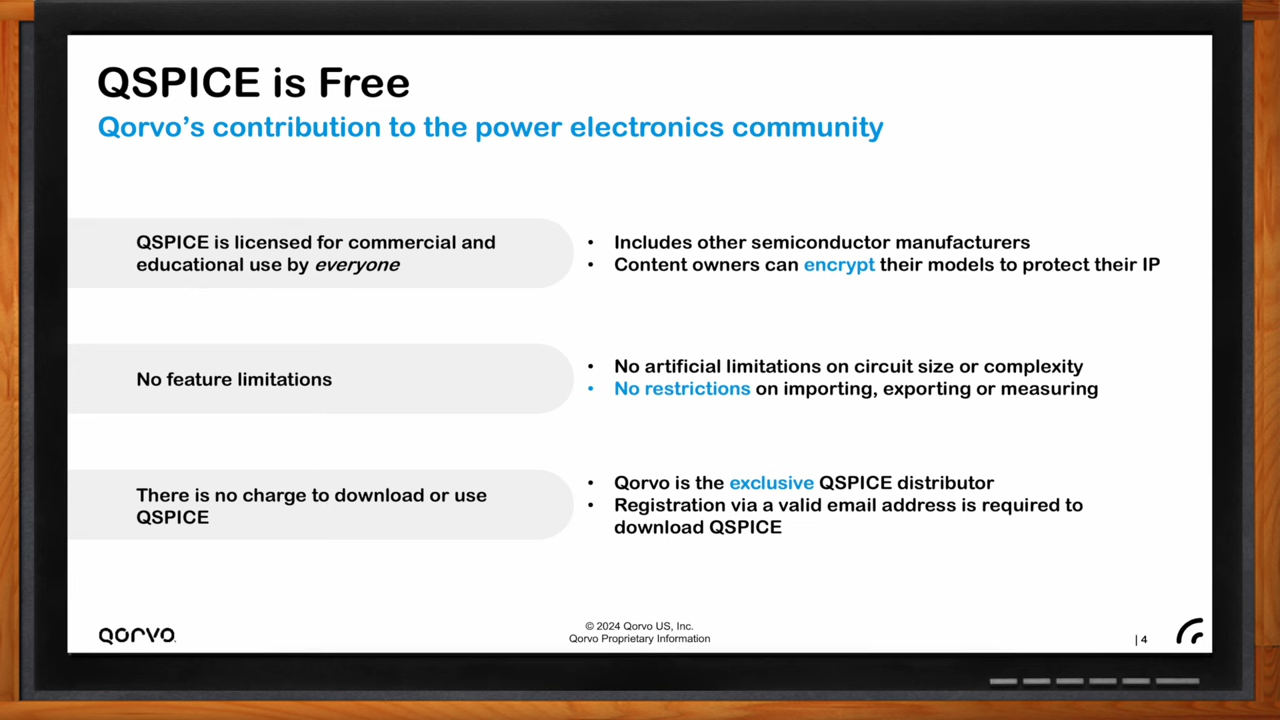 QSPICE is Free
Qorvo's contribution to the power electronics community
QSPICE is licensed for commercial and
educational use by everyone
• Includes other semiconductor manufacturers
• Content owners can encrypt their models to protect their IP
No feature limitations
• No artificial limitations on circuit size or complexity
• No restrictions on importing, exporting or measuring
There is no charge to download or use
QSPICE
• Qorvo is the exclusive QSPICE distributor
• Registration via a valid email address is required to
download QSPICE
QORVO
© 2024 Qorvo US, Inc.
Qorvo Proprietary Information
| 4